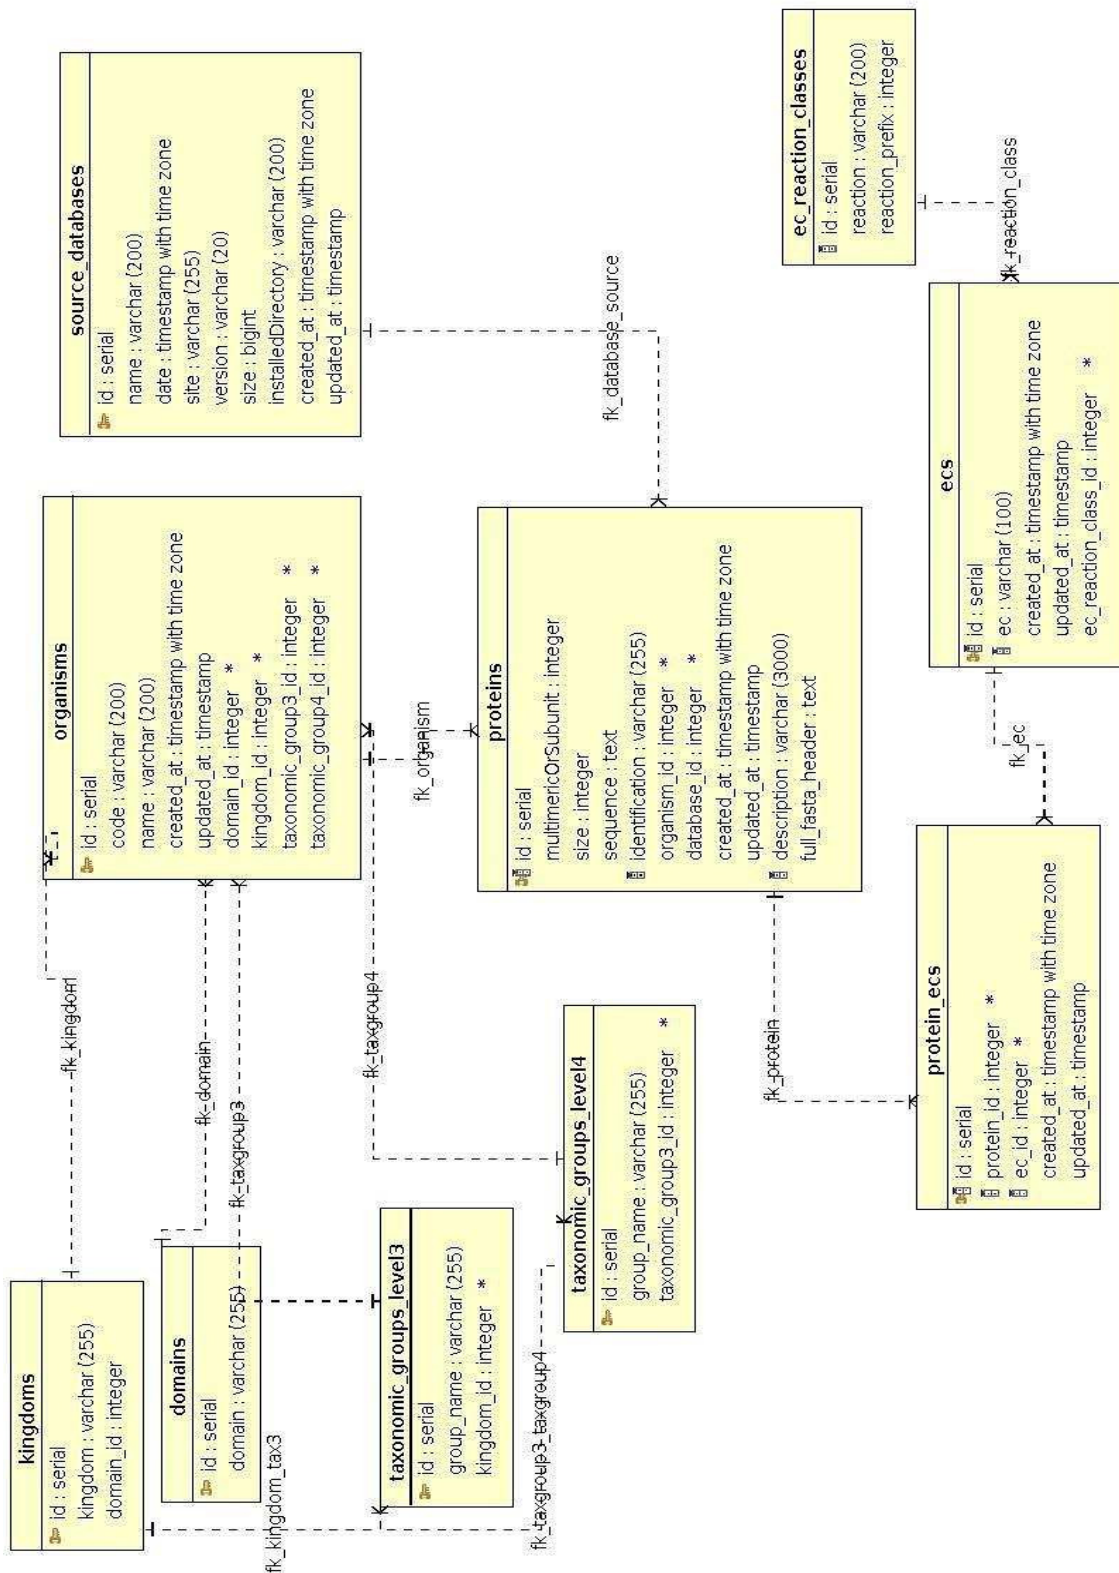 kingdoms
id : serial
kingdom : varchar (255)
domain_id : integer
domains
id : serial
domain : varchar (255)
taxonomic_groups_level3
id : serial
group_name : varchar (255)
kingdom_id : integer *
taxonomic_groups_level4
id : serial
group_name : varchar (255)
taxonomic_group3_id : integer *
organisms
id : serial
code : varchar (200)
name : varchar (200)
created_at : timestamp with time zone
updated_at : timestamp
domain_id : integer *
kingdom_id : integer *
taxonomic_group3_id : integer *
taxonomic_group4_id : integer *
source_databases
id : serial
name : varchar (200)
date : timestamp with time zone
site : varchar (255)
version : varchar (20)
size : bigint
installedDirectory : varchar (200)
created_at : timestamp with time zone
updated_at : timestamp
proteins
id : serial
multimericOrSubunit : integer
size : integer
sequence : text
identification : varchar (255)
organism_id : integer *
database_id : integer *
created_at : timestamp with time zone
updated_at : timestamp
description : varchar (3000)
full_fasta_header : text
protein_ecs
id : serial
protein_id : integer *
ec_id : integer *
created_at : timestamp with time zone
updated_at : timestamp
ecs
id : serial
ec : varchar (100)
created_at : timestamp with time zone
updated_at : timestamp
ec_reaction_class_id : integer *
ec_reaction_classes
id : serial
reaction : varchar (200)
reaction_prefix : integer
fk_kingdom
fk_domain
fk_taxgroup3
fk_taxgroup4
fk_kingdom_tax3
fk_taxgroup3_taxgroup4
fk_organism
fk_database_source
fk_protein
fk_ec
fk_reaction_class